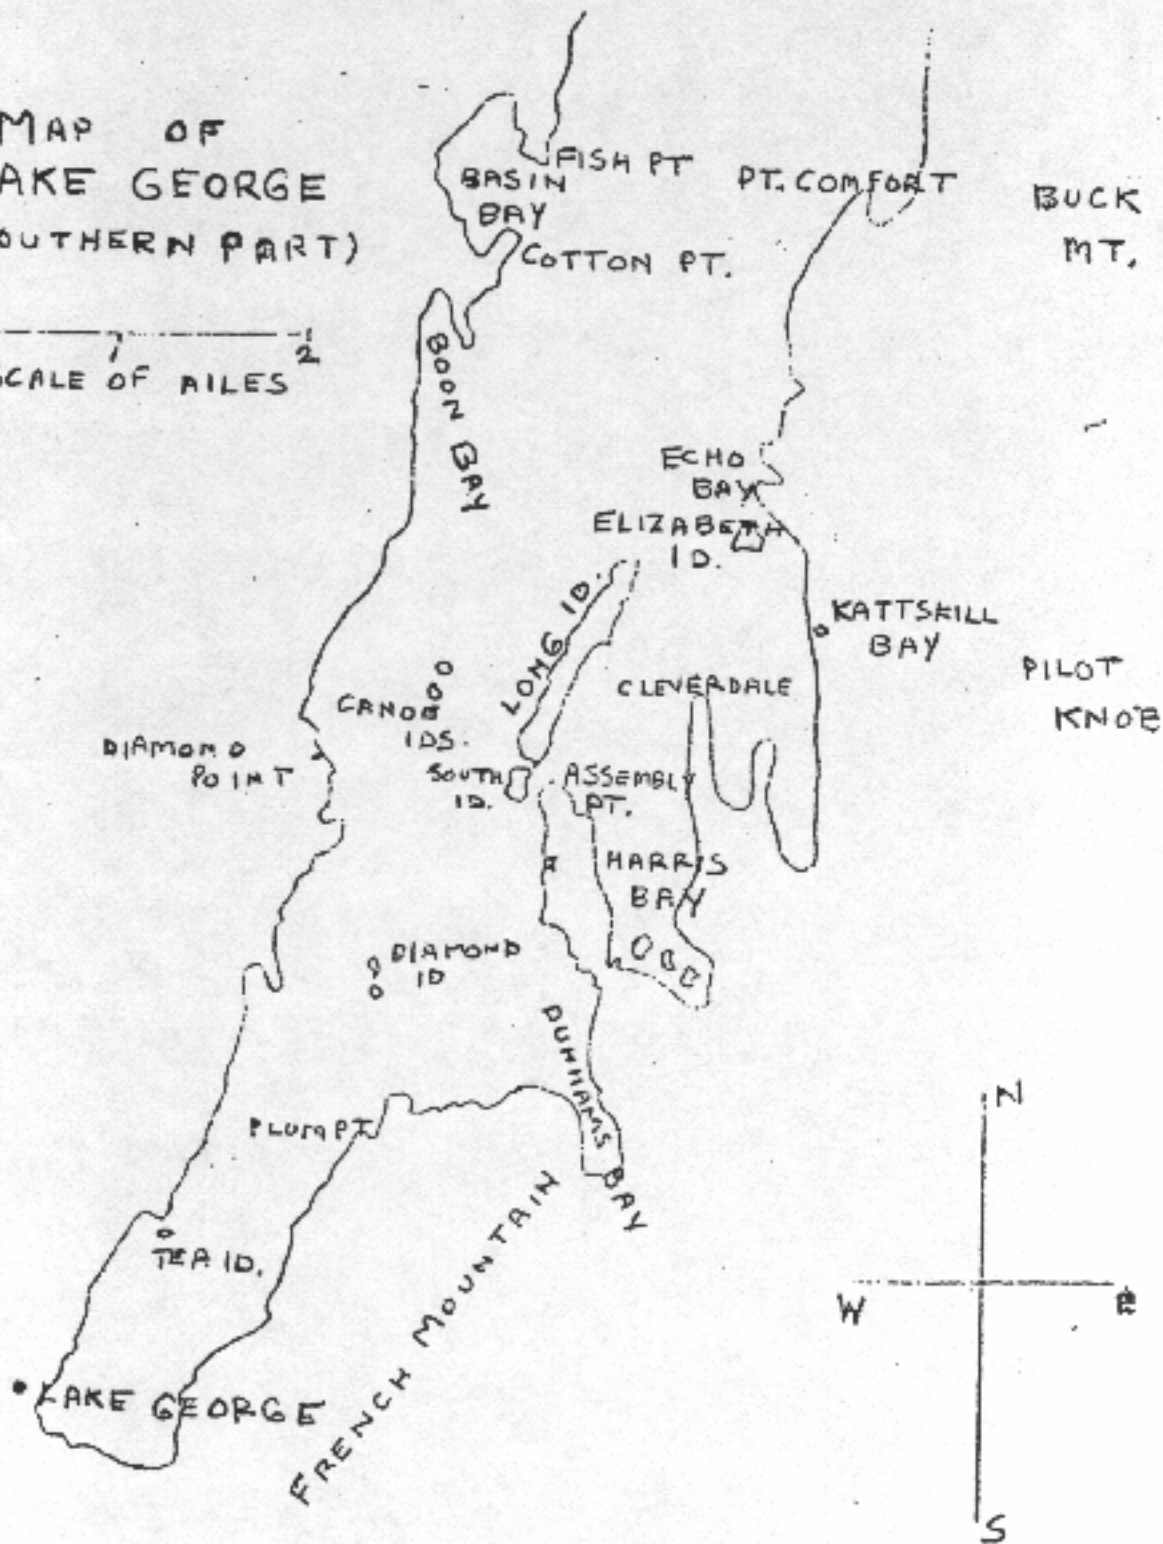 MAP OF
AKE GEORGE
OUTHERN PART)
1 2
SCALE OF MILES
FISH PT
BASIN
BAY
PT. COMFORT
BUCK
MT.
COTTON PT.
BOON BAY
ECHO
BAY
ELIZABETH
ID.
LONG ID.
KATTSKILL
BAY
PILOT
KNOB
CLEVERDALE
CANOE
IDS.
DIAMOND
POINT
SOUTH
ID.
ASSEMBLY
PT.
HARRIS
BAY
DIAMOND
ID
DUNHAMS BAY
PLUM PT
FRENCH MOUNTAIN
TEA ID.
LAKE GEORGE
N
W E
S